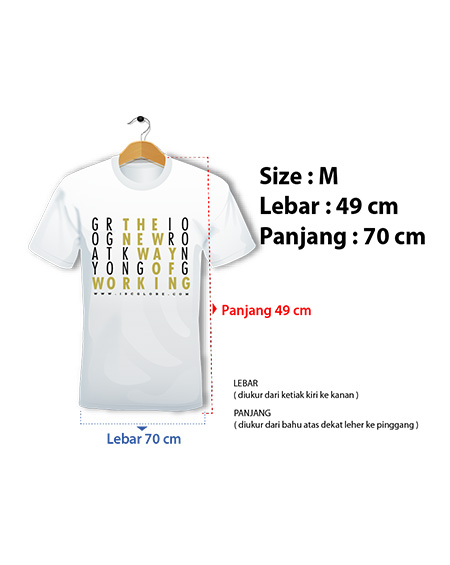 Size : M
Lebar : 49 cm
Panjang : 70 cm
GRTHEIO
OGNEWRO
ATKWAYN
YONGOFG
WORKING
Panjang 49 cm
LEBAR
( diukur dari ketiak kiri ke kanan )
PANJANG
( diukur dari bahu atas dekat leher ke pinggang )
Lebar 70 cm